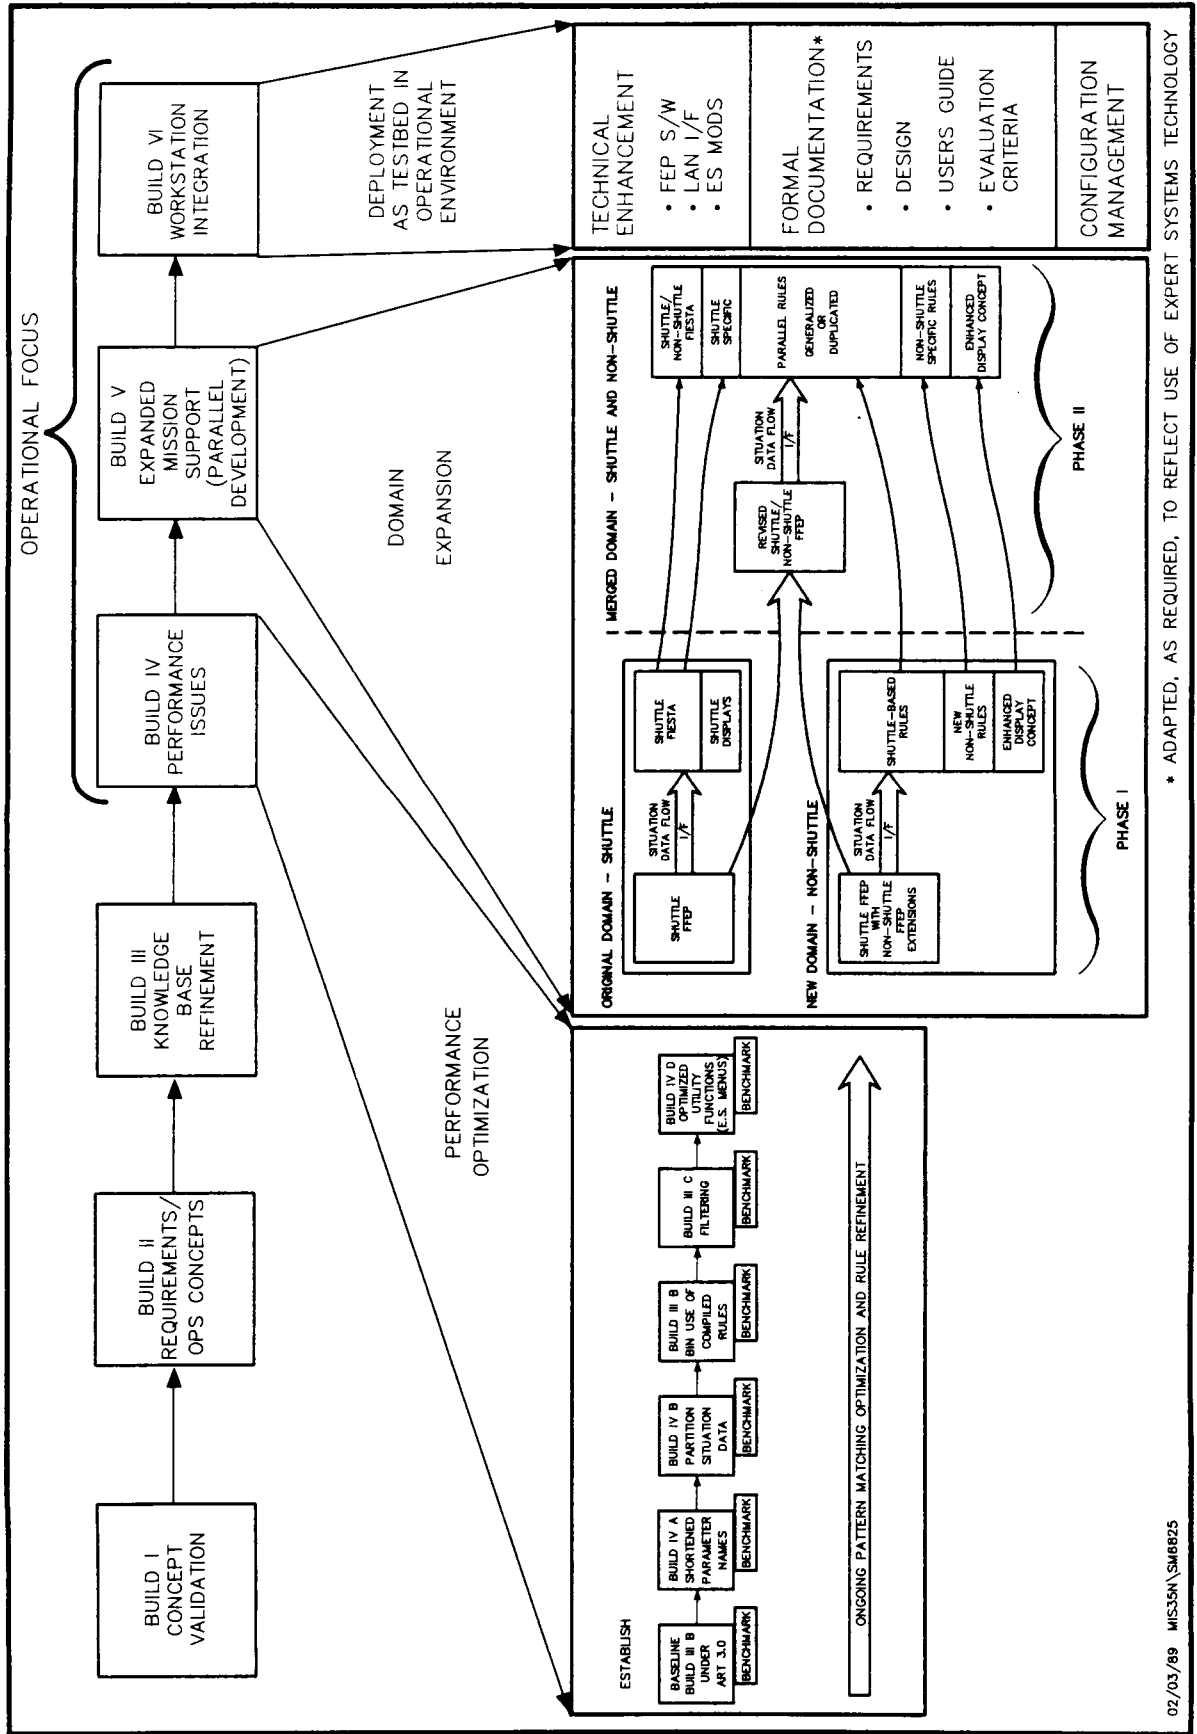 OPERATIONAL FOCUS
BUILD I
CONCEPT
VALIDATION
BUILD II
REQUIREMENTS/
OPS CONCEPTS
BUILD III
KNOWLEDGE
BASE
REFINEMENT
BUILD IV
PERFORMANCE
ISSUES
BUILD V
EXPANDED
MISSION
SUPPORT
(PARALLEL
DEVELOPMENT)
BUILD VI
WORKSTATION
INTEGRATION
PERFORMANCE
OPTIMIZATION
DOMAIN
EXPANSION
DEPLOYMENT
AS TESTBED IN
OPERATIONAL
ENVIRONMENT
ESTABLISH
BASELINE
BUILD III B
UNDER
ART 3.0
BENCHMARK
BUILD IV A
SHORTENED
PARAMETER
NAMES
BENCHMARK
BUILD IV B
PARTITION
SITUATION
DATA
BENCHMARK
BUILD III B
BIN USE OF
COMPILED
RULES
BENCHMARK
BUILD III C
FILTERING
BENCHMARK
BUILD IV D
OPTIMIZED
UTILITY
FUNCTIONS
(E.S. MENUS)
BENCHMARK
ONGOING PATTERN MATCHING OPTIMIZATION AND RULE REFINEMENT
ORIGINAL DOMAIN - SHUTTLE
SHUTTLE
FFEP
SITUATION
DATA FLOW
I/F
SHUTTLE
FIESTA
SHUTTLE
DISPLAYS
NEW DOMAIN - NON-SHUTTLE
SHUTTLE FFEP
WITH
NON-SHUTTLE
FFEP
EXTENSIONS
SITUATION
DATA FLOW
I/F
SHUTTLE-BASED
RULES
NEW
NON-SHUTTLE
RULES
ENHANCED
DISPLAY
CONCEPT
PHASE I
MERGED DOMAIN - SHUTTLE AND NON-SHUTTLE
REVISED
SHUTTLE/
NON-SHUTTLE
FFEP
SITUATION
DATA FLOW
I/F
SHUTTLE/
NON-SHUTTLE
FIESTA
SHUTTLE
SPECIFIC
PARALLEL RULES
GENERALIZED
OR
DUPLICATED
NON-SHUTTLE
SPECIFIC RULES
ENHANCED
DISPLAY CONCEPT
PHASE II
TECHNICAL
ENHANCEMENT
• FEP S/W
• LAN I/F
• ES MODS
FORMAL
DOCUMENTATION*
• REQUIREMENTS
• DESIGN
• USERS GUIDE
• EVALUATION
CRITERIA
CONFIGURATION
MANAGEMENT
* ADAPTED, AS REQUIRED, TO REFLECT USE OF EXPERT SYSTEMS TECHNOLOGY
02/03/89 MIS35N\SM6825